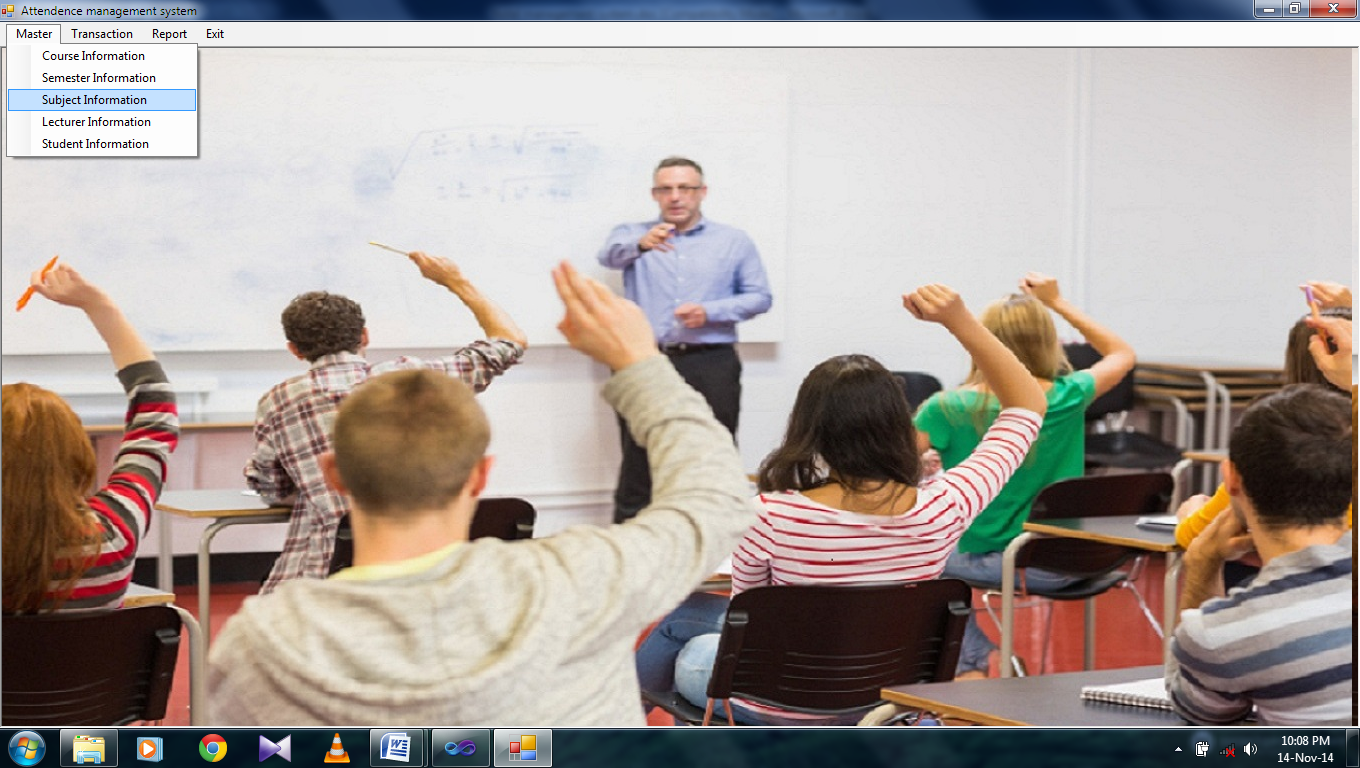 Attendence management system
Master Transaction Report Exit
Course Information
Semester Information
Subject Information
Lecturer Information
Student Information
10:08 PM
14-Nov-14